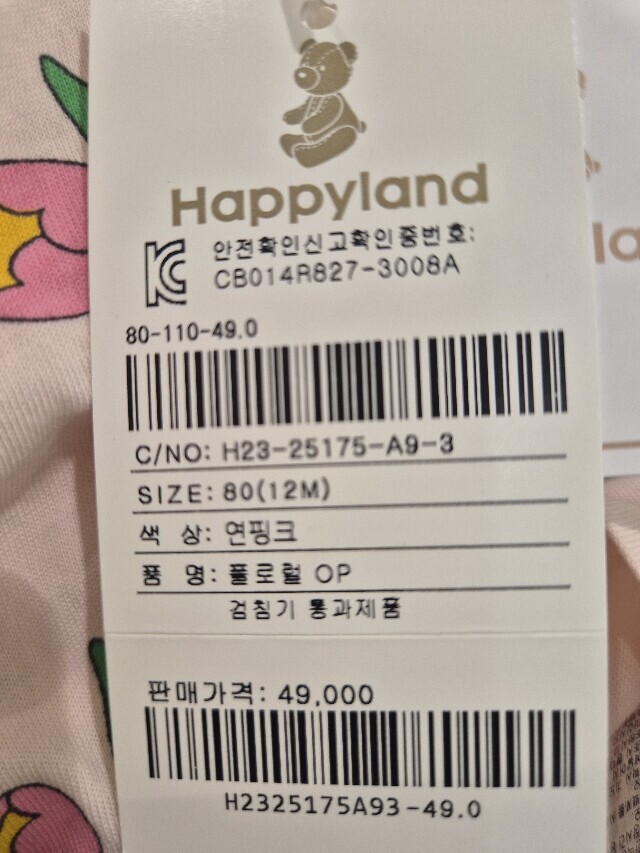 Happyland
안전확인신고확인증번호:
CB014R827-3008A
80-110-49.0
C/NO: H23-25175-A9-3
SIZE: 80(12M)
색 상: 연핑크
품 명: 플로럴 OP
검침기 통과제품
판매가격: 49,000
H2325175A93-49.0
la